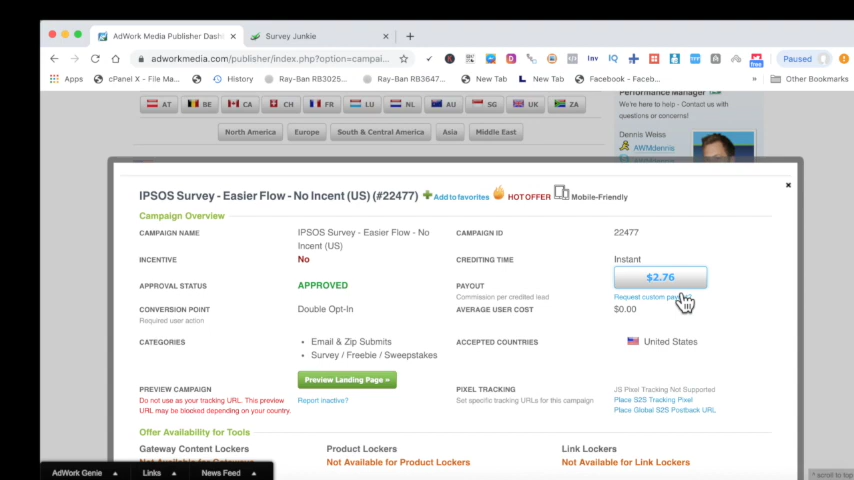 AdWork Media Publisher Dash
Survey Junkie
adworkmedia.com/publisher/index.php?option=campai...
Paused
Apps
cPanel X - File Ma...
History
Ray-Ban RB3025...
Ray-Ban RB3647...
New Tab
New Tab
Facebook - Faceb...
Other Bookmarks
AT
BE
CA
CH
FR
LU
NL
AU
SG
UK
ZA
North America
Europe
South & Central America
Asia
Middle East
Performance Manager
We're here to help - Contact us with
questions or concerns!
Dennis Weiss
AWMdennis
IPSOS Survey - Easier Flow - No Incent (US) (#22477)
Add to favorites
HOT OFFER
Mobile-Friendly
Campaign Overview
CAMPAIGN NAME
IPSOS Survey - Easier Flow - No
Incent (US)
CAMPAIGN ID
22477
INCENTIVE
No
CREDITING TIME
Instant
APPROVAL STATUS
APPROVED
PAYOUT
Commission per credited lead
$2.76
Request custom
CONVERSION POINT
Required user action
Double Opt-In
AVERAGE USER COST
$0.00
CATEGORIES
• Email & Zip Submits
• Survey / Freebie / Sweepstakes
ACCEPTED COUNTRIES
United States
Preview Landing Page »
PREVIEW CAMPAIGN
Do not use as your tracking URL. This preview
URL may be blocked depending on your country.
Report inactive?
PIXEL TRACKING
Set specific tracking URLs for this campaign
JS Pixel Tracking Not Supported
Place S2S Tracking Pixel
Place Global S2S Postback URL
Offer Availability for Tools
Gateway Content Lockers
Product Lockers
Not Available for Product Lockers
Link Lockers
Not Available for Link Lockers
AdWork Genie
Links
News Feed
^ scroll to top